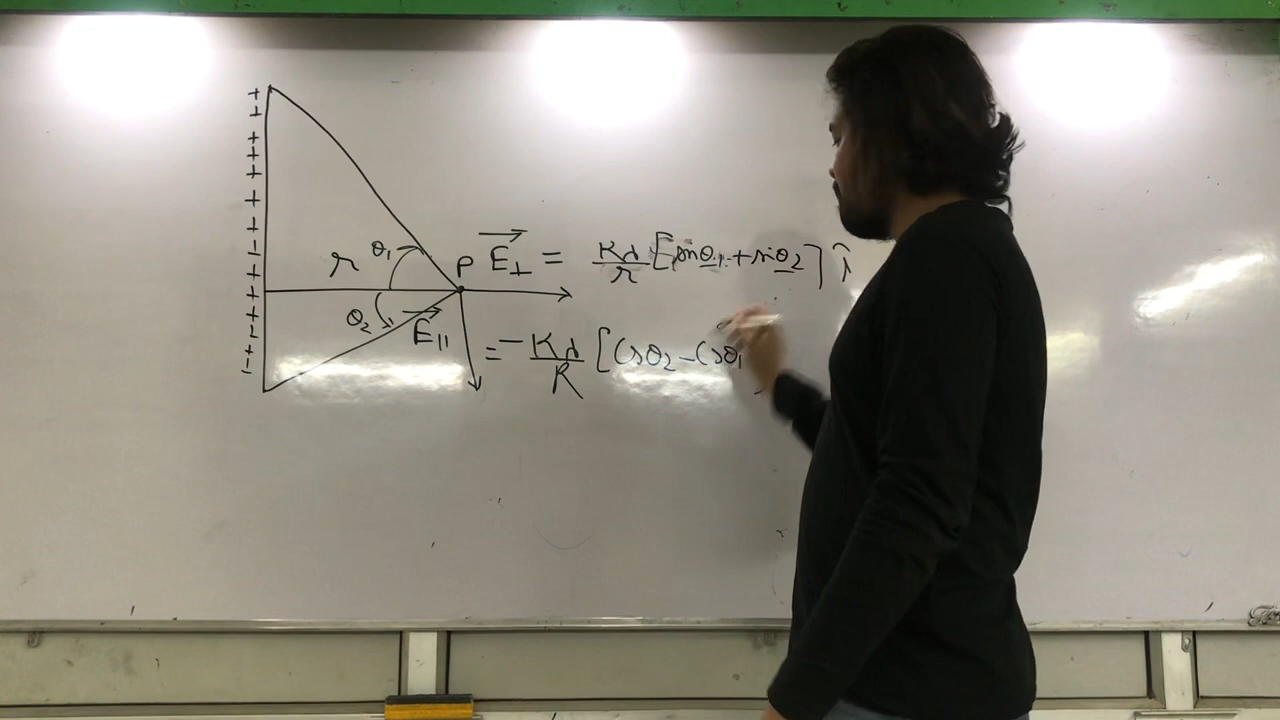 + + + + + + + - + + + - + -
θ₁
r
P
E⃗⊥ = Kλ/r [sinθ₁ + sinθ₂] î
θ₂
E⃗|| = - Kλ/R [Cosθ₂ - Cosθ₁